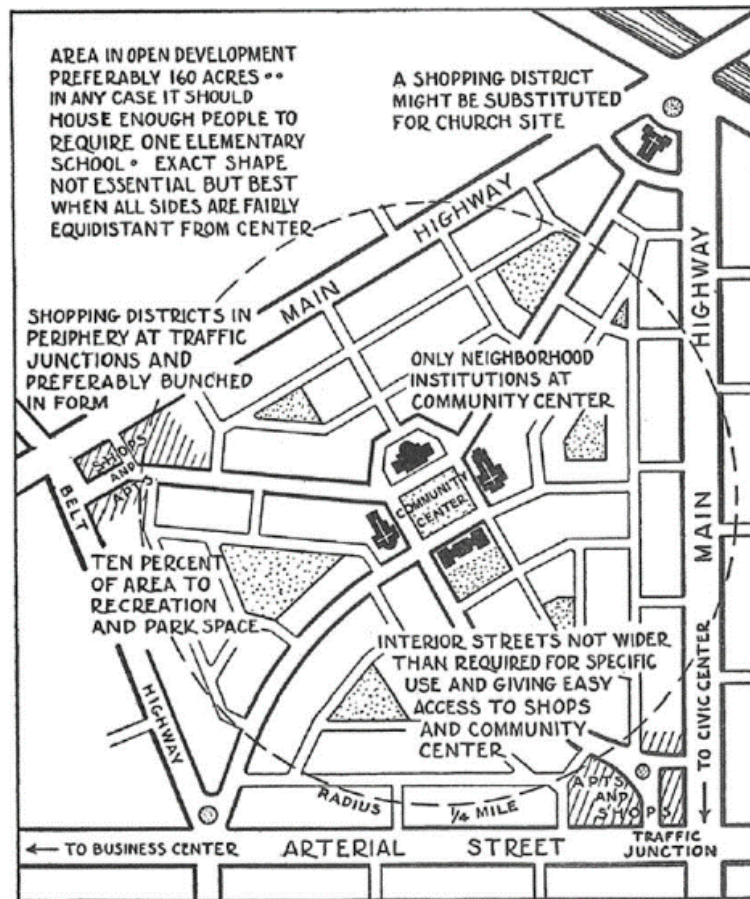 AREA IN OPEN DEVELOPMENT
PREFERABLY 160 ACRES ••
IN ANY CASE IT SHOULD
HOUSE ENOUGH PEOPLE TO
REQUIRE ONE ELEMENTARY
SCHOOL • EXACT SHAPE
NOT ESSENTIAL BUT BEST
WHEN ALL SIDES ARE FAIRLY
EQUIDISTANT FROM CENTER
A SHOPPING DISTRICT
MIGHT BE SUBSTITUTED
FOR CHURCH SITE
MAIN HIGHWAY
SHOPPING DISTRICTS IN
PERIPHERY AT TRAFFIC
JUNCTIONS AND
PREFERABLY BUNCHED
IN FORM
ONLY NEIGHBORHOOD
INSTITUTIONS AT
COMMUNITY CENTER
MAIN HIGHWAY
SHOPS
AND
APTS
BELT HIGHWAY
COMMUNITY
CENTER
TEN PERCENT
OF AREA TO
RECREATION
AND PARK SPACE
INTERIOR STREETS NOT WIDER
THAN REQUIRED FOR SPECIFIC
USE AND GIVING EASY
ACCESS TO SHOPS
AND COMMUNITY
CENTER
TO CIVIC CENTER
APTS
AND
SHOPS
RADIUS 1/4 MILE
TRAFFIC
JUNCTION
← TO BUSINESS CENTER
ARTERIAL STREET